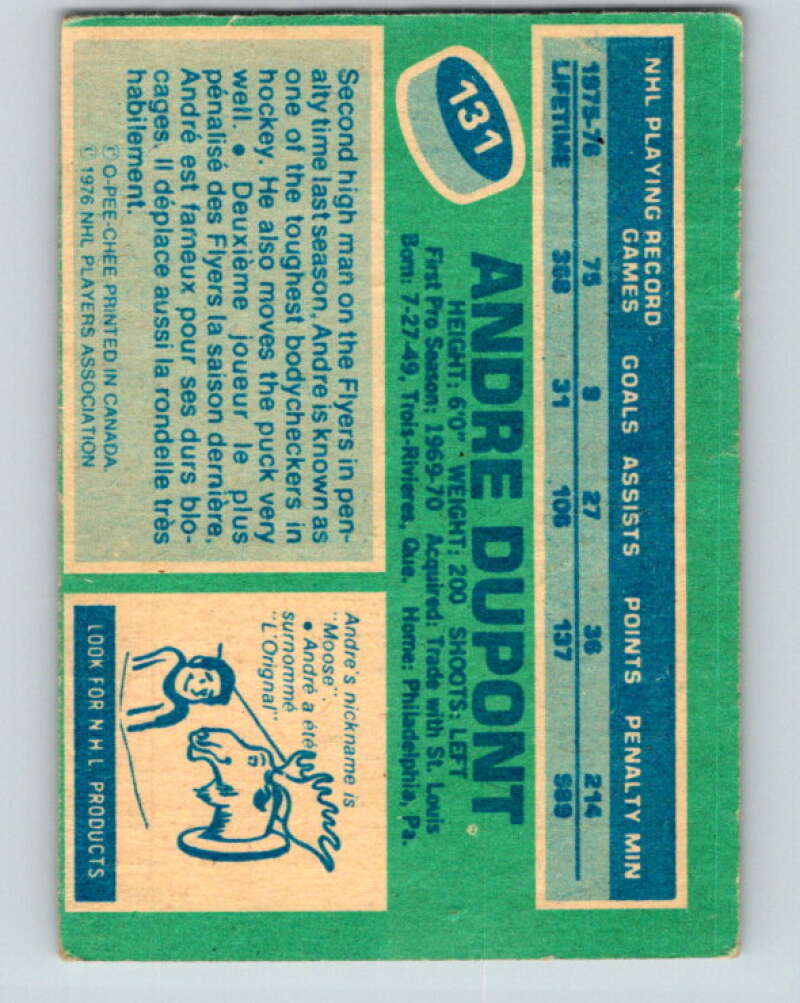 131
NHL PLAYING RECORD
GAMES GOALS ASSISTS POINTS PENALTY MIN
1975-76 75 9 27 36 214
LIFETIME 368 31 106 137 989
ANDRE DUPONT
HEIGHT: 6'0" · WEIGHT: 200 SHOOTS: LEFT
First Pro Season: 1969-70 Acquired: Trade with St. Louis
Born: 7-27-49, Trois-Rivieres, Que. Home: Philadelphia, Pa.
Second high man on the Flyers in pen-
alty time last season, Andre is known as
one of the toughest bodycheckers in
hockey. He also moves the puck very
well. • Deuxième joueur le plus
pénalisé des Flyers la saison dernière,
André est fameux pour ses durs blo-
cages. Il déplace aussi la rondelle très
habilement.
© O-PEE-CHEE PRINTED IN CANADA.
© 1976 NHL PLAYERS ASSOCIATION
Andre's nickname is
"Moose"
• André a été
surnommé
"L'Orignal"
LOOK FOR NHL PRODUCTS